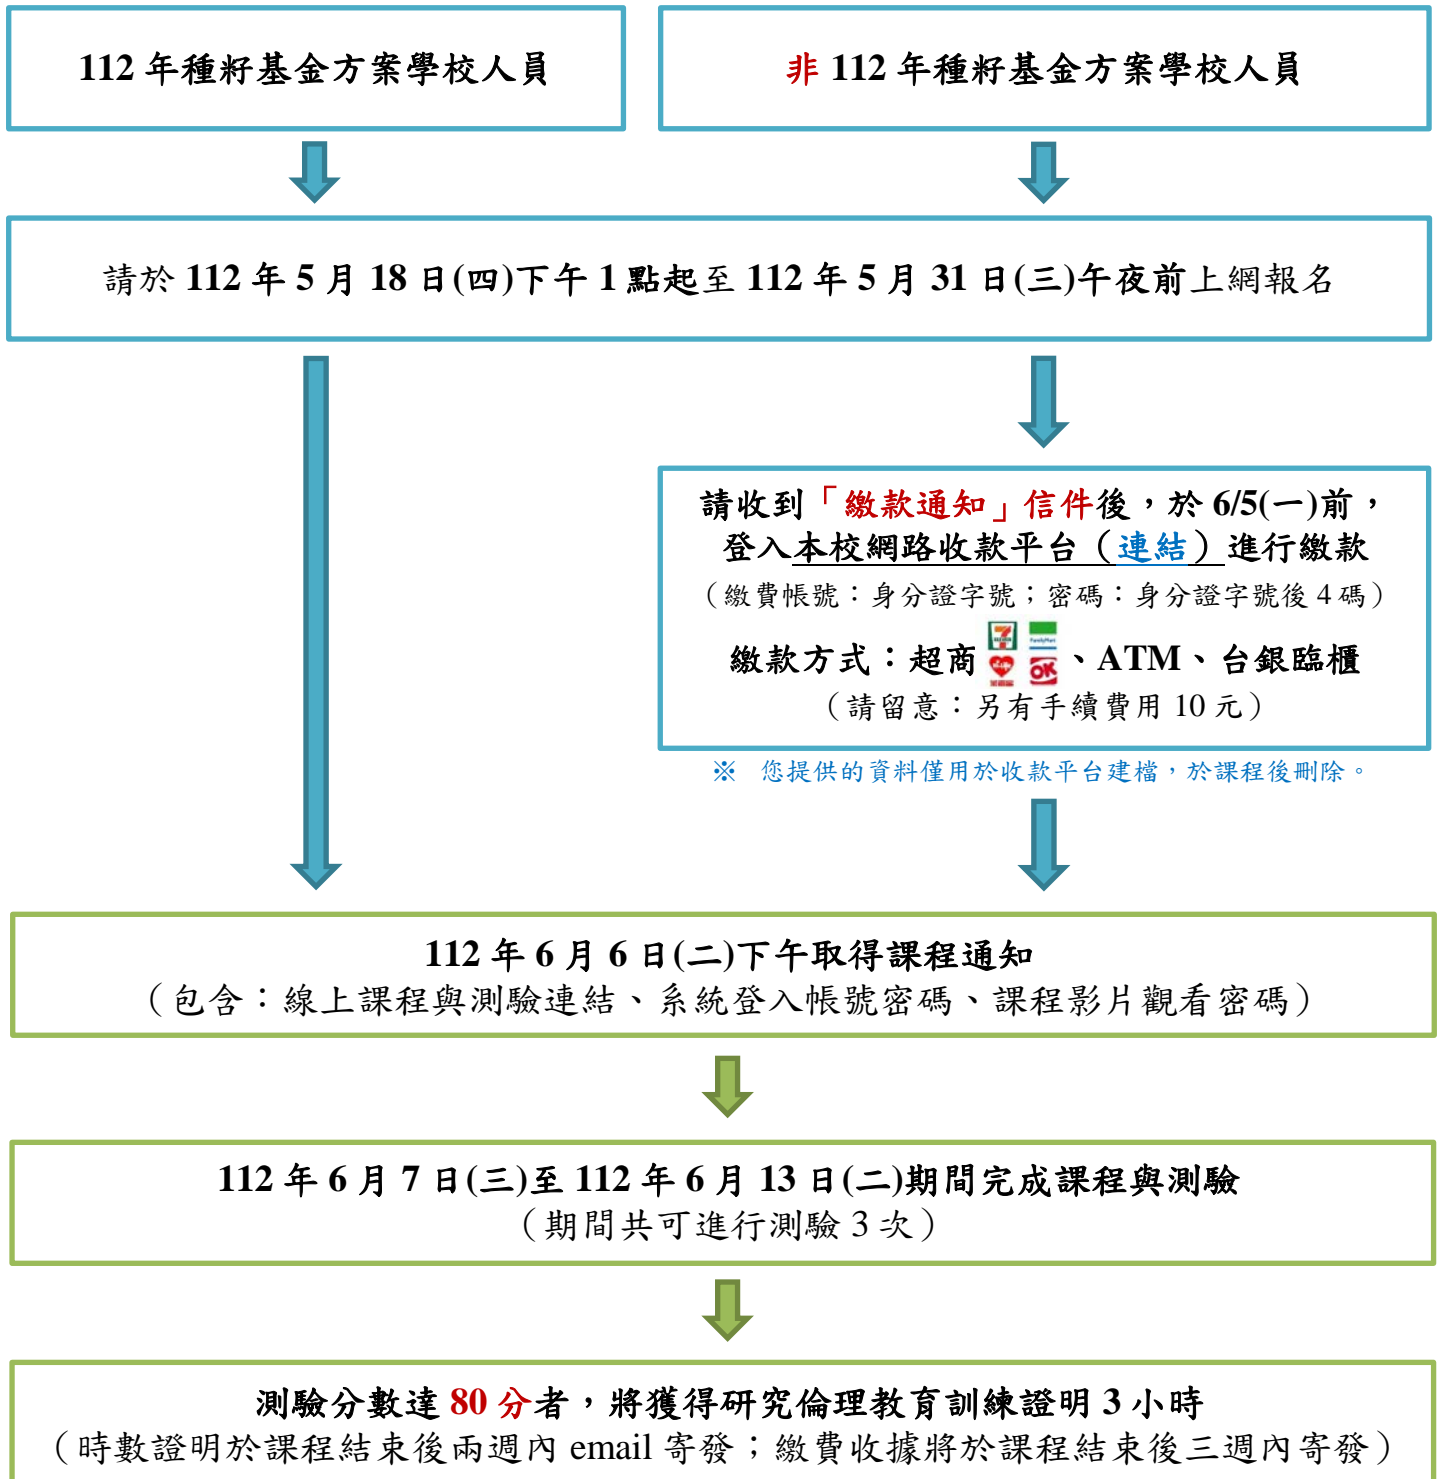 112 年種籽基金方案學校人員
非 112 年種籽基金方案學校人員
請於 112 年 5 月 18 日(四)下午 1 點起至 112 年 5 月 31 日(三)午夜前上網報名
請收到「繳款通知」信件後，於 6/5(一)前，
登入本校網路收款平台（連結）進行繳款
（繳費帳號：身分證字號；密碼：身分證字號後 4 碼）
繳款方式：超商 、ATM、台銀臨櫃
7
FamilyMart
OK
（請留意：另有手續費用 10 元）
※ 您提供的資料僅用於收款平台建檔，於課程後刪除。
112 年 6 月 6 日(二)下午取得課程通知
（包含：線上課程與測驗連結、系統登入帳號密碼、課程影片觀看密碼）
112 年 6 月 7 日(三)至 112 年 6 月 13 日(二)期間完成課程與測驗
（期間共可進行測驗 3 次）
測驗分數達 80 分者，將獲得研究倫理教育訓練證明 3 小時
（時數證明於課程結束後兩週內 email 寄發；繳費收據將於課程結束後三週內寄發）